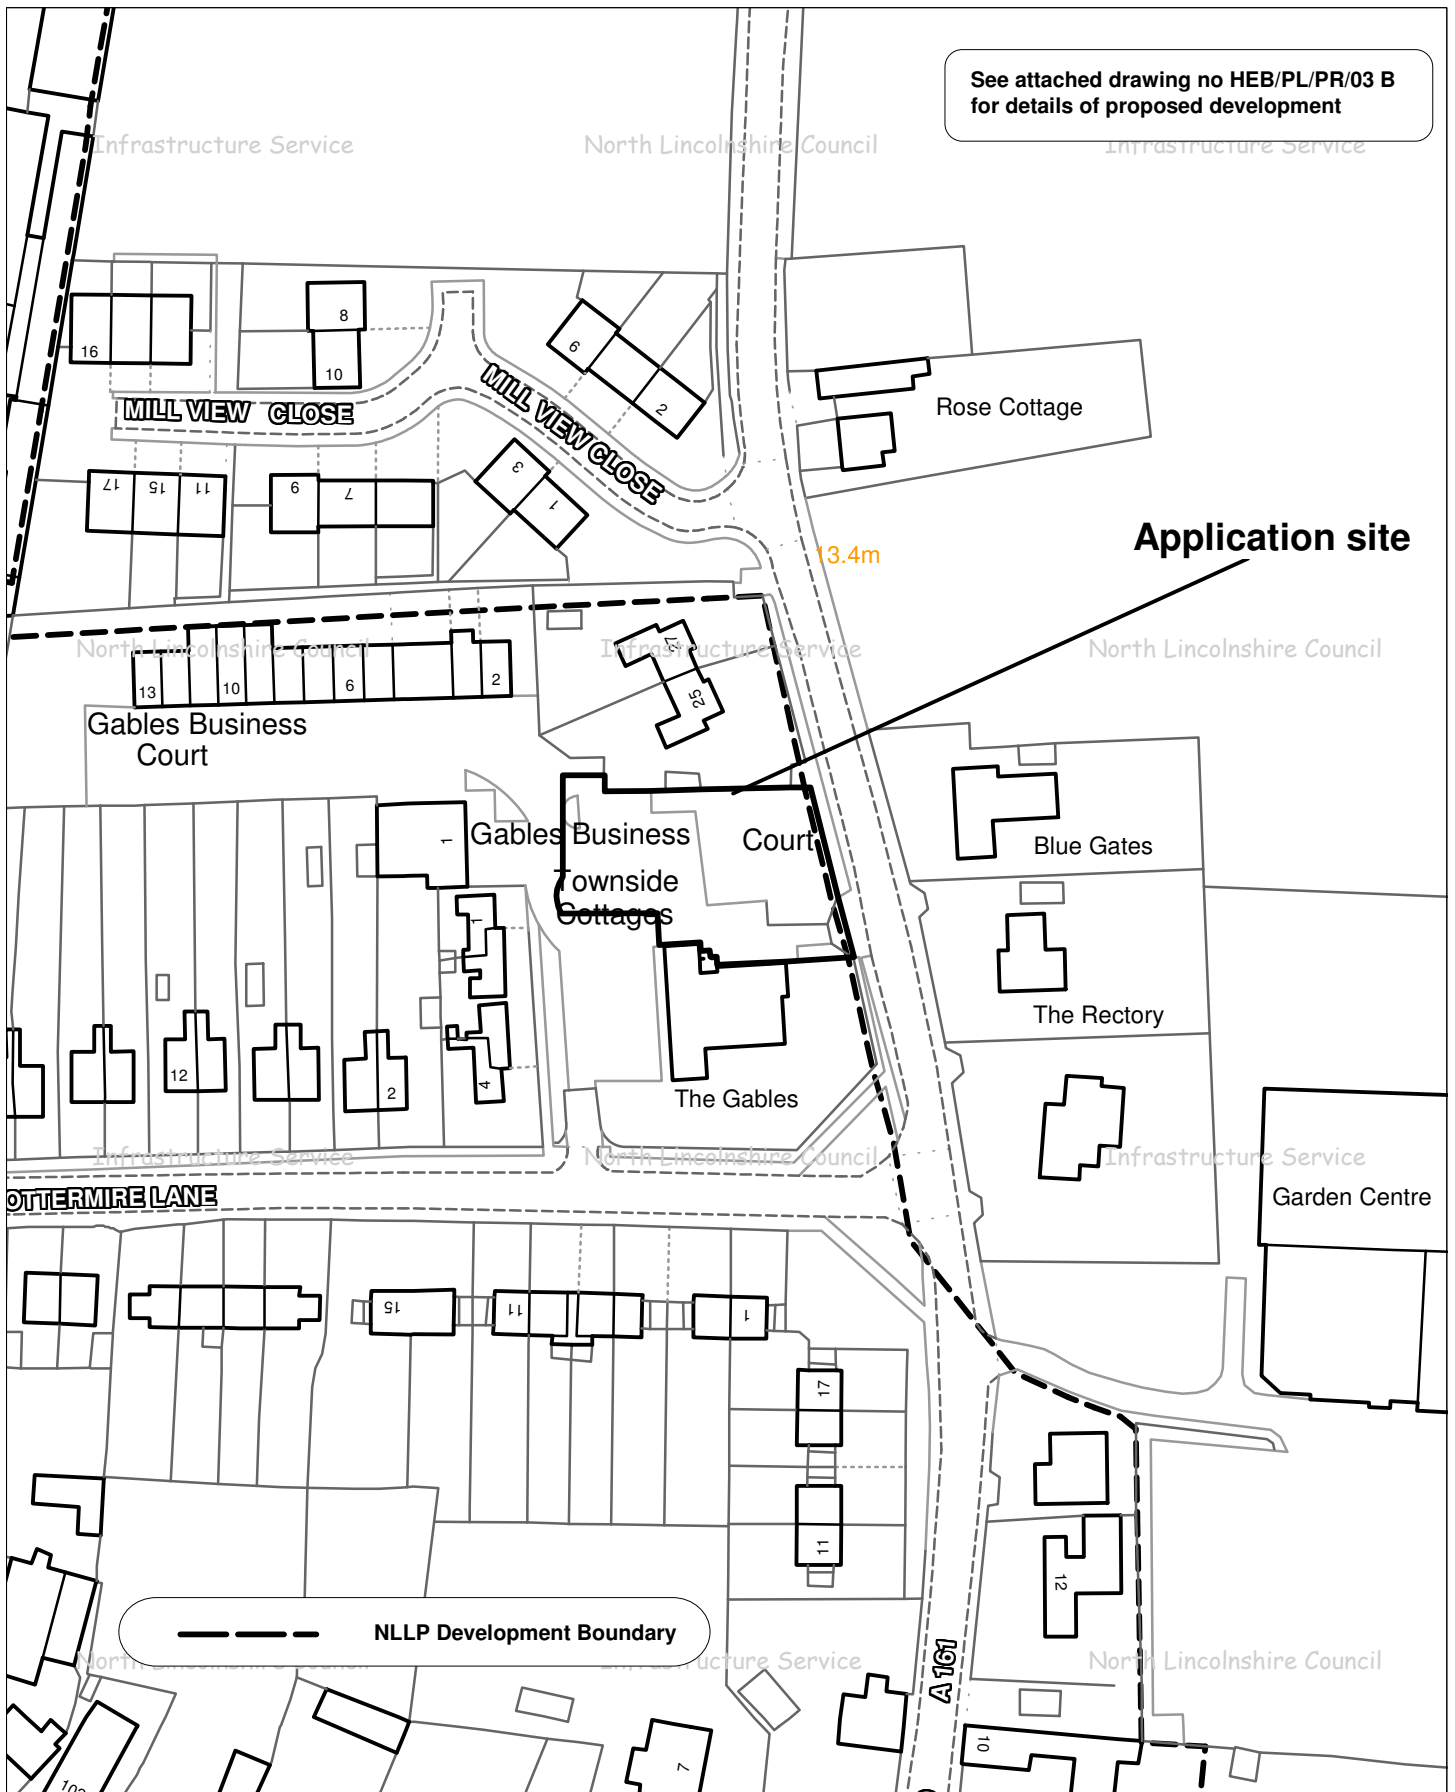 See attached drawing no HEB/PL/PR/03 B
for details of proposed development
Infrastructure Service
North Lincolnshire Council
Infrastructure Service
8
16
10
6
2
MILL VIEW CLOSE
MILL VIEW CLOSE
Rose Cottage
3
1
17
15
11
9
7
Application site
13.4m
27
North Lincolnshire Council
Infrastructure Service
North Lincolnshire Council
13
10
6
2
25
Gables Business
Court
1
Gables Business
Court
Blue Gates
Townside
Cottages
1
The Rectory
12
2
4
The Gables
Infrastructure Service
North Lincolnshire Council
Infrastructure Service
OTTERMIRE LANE
Garden Centre
15
11
1
17
11
12
NLLP Development Boundary
North Lincolnshire Council
Infrastructure Service
North Lincolnshire Council
A 161
10
7